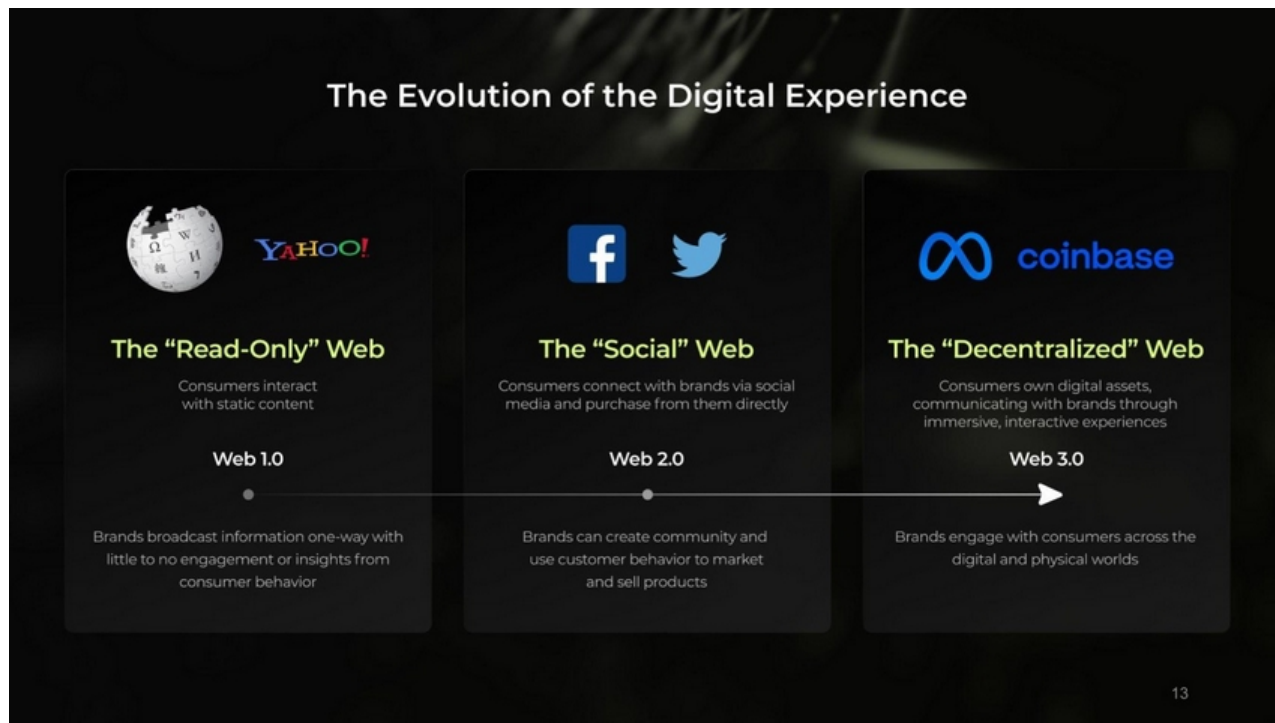 The Evolution of the Digital Experience
Ω W И 7
YAHOO!
The “Read-Only” Web
Consumers interact
with static content
Web 1.0
Brands broadcast information one-way with
little to no engagement or insights from
consumer behavior
f
The “Social” Web
Consumers connect with brands via social
media and purchase from them directly
Web 2.0
Brands can create community and
use customer behavior to market
and sell products
coinbase
The “Decentralized” Web
Consumers own digital assets,
communicating with brands through
immersive, interactive experiences
Web 3.0
Brands engage with consumers across the
digital and physical worlds
13